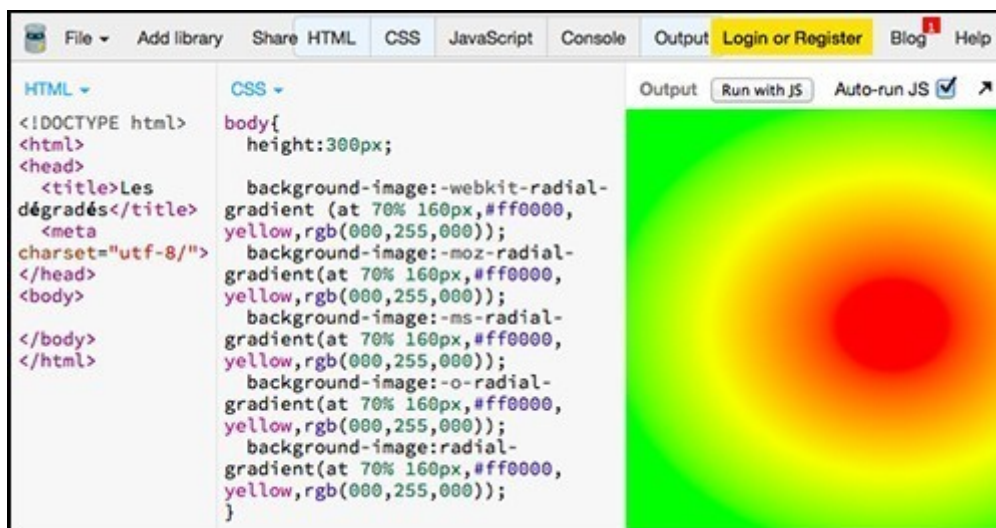 File ▾ Add library Share HTML CSS JavaScript Console Output Login or Register Blog 1 Help
HTML ▾
<!DOCTYPE html>
<html>
<head>
<title>Les
dégradés</title>
<meta
charset="utf-8/">
</head>
<body>
</body>
</html>
CSS ▾
body{
height:300px;
background-image:-webkit-radial-
gradient (at 70% 160px,#ff0000,
yellow,rgb(000,255,000));
background-image:-moz-radial-
gradient(at 70% 160px,#ff0000,
yellow,rgb(000,255,000));
background-image:-ms-radial-
gradient(at 70% 160px,#ff0000,
yellow,rgb(000,255,000));
background-image:-o-radial-
gradient(at 70% 160px,#ff0000,
yellow,rgb(000,255,000));
background-image:radial-
gradient(at 70% 160px,#ff0000,
yellow,rgb(000,255,000));
}
Output Run with JS Auto-run JS